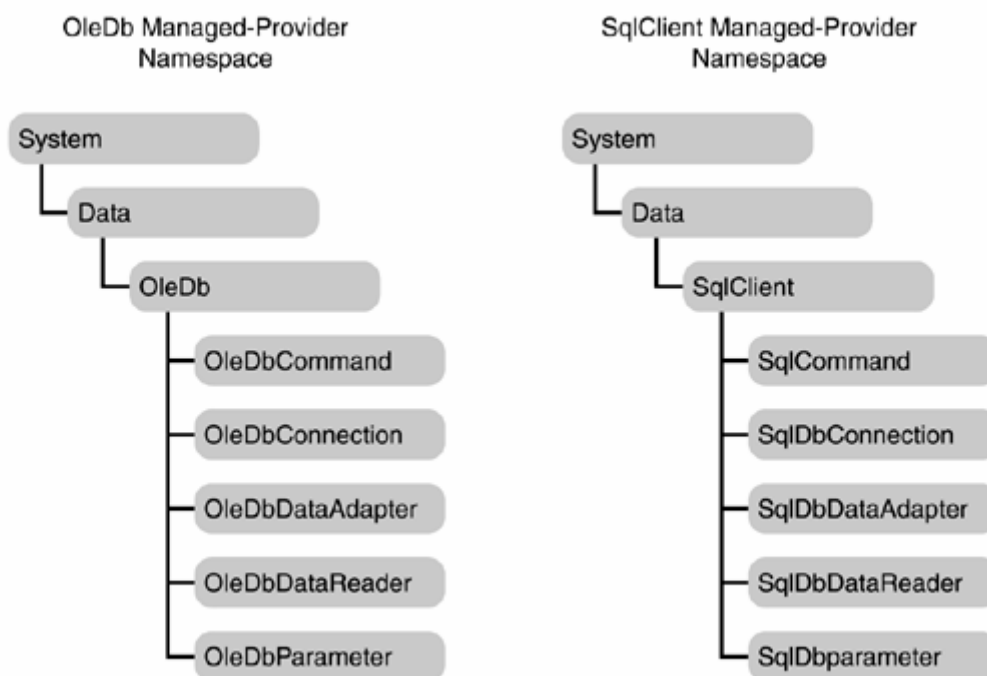 OleDb Managed-Provider
Namespace
System
Data
OleDb
OleDbCommand
OleDbConnection
OleDbDataAdapter
OleDbDataReader
OleDbParameter
SqlClient Managed-Provider
Namespace
System
Data
SqlClient
SqlCommand
SqlDbConnection
SqlDbDataAdapter
SqlDbDataReader
SqlDbparameter